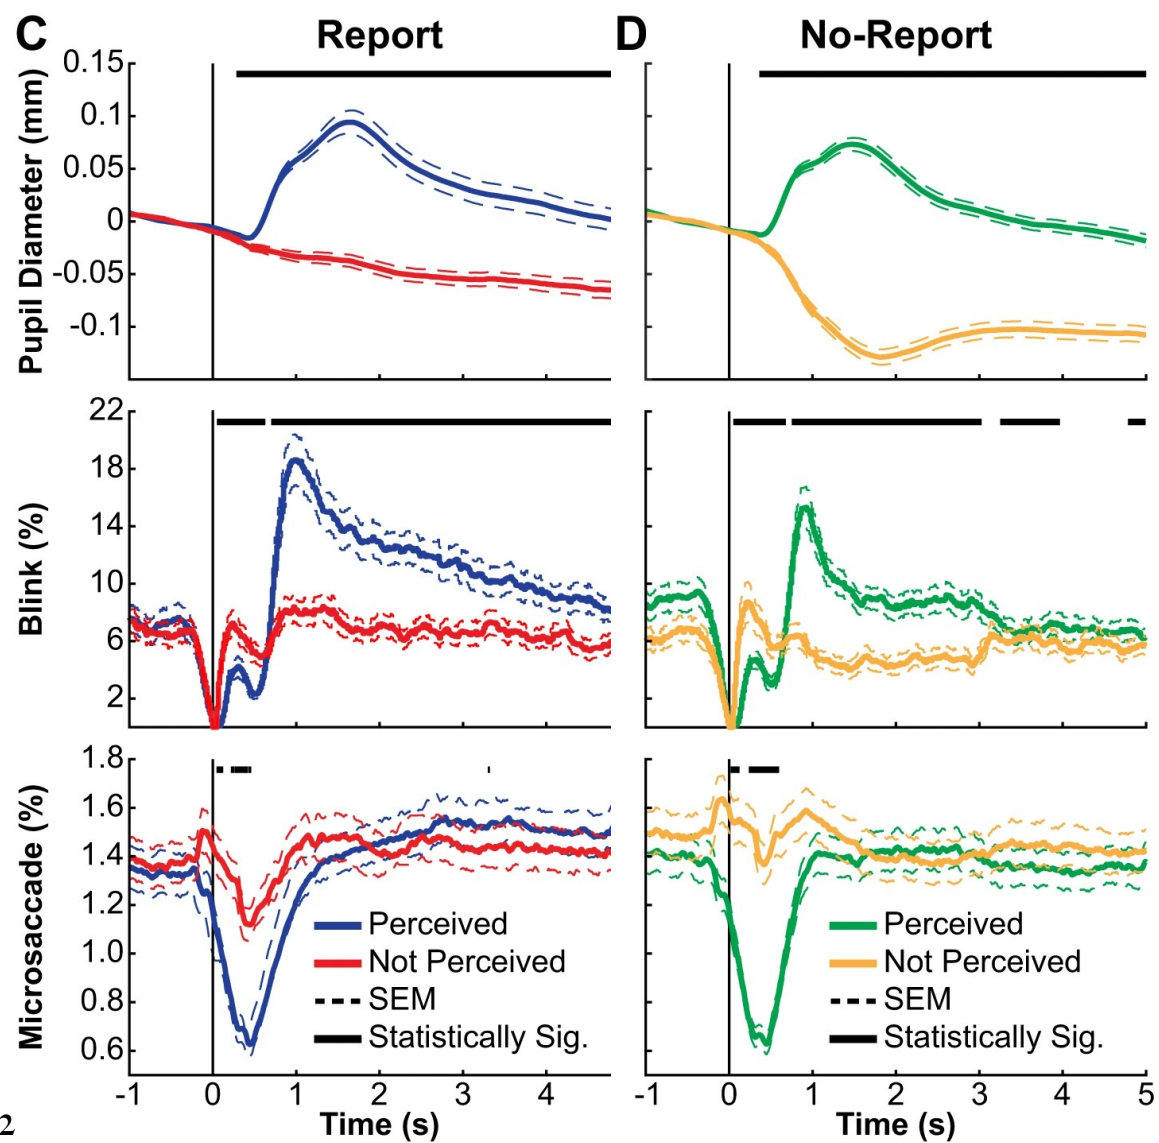 C Report D No-Report
Pupil Diameter (mm)
0.15
0.1
0.05
0
-0.05
-0.1
Blink (%)
22
18
14
10
6
2
Microsaccade (%)
1.8
1.6
1.4
1.2
1.0
0.8
0.6
Perceived
Not Perceived
SEM
Statistically Sig.
Perceived
Not Perceived
SEM
Statistically Sig.
-1 0 1 2 3 4 -1 0 1 2 3 4 5
Time (s) Time (s)
2